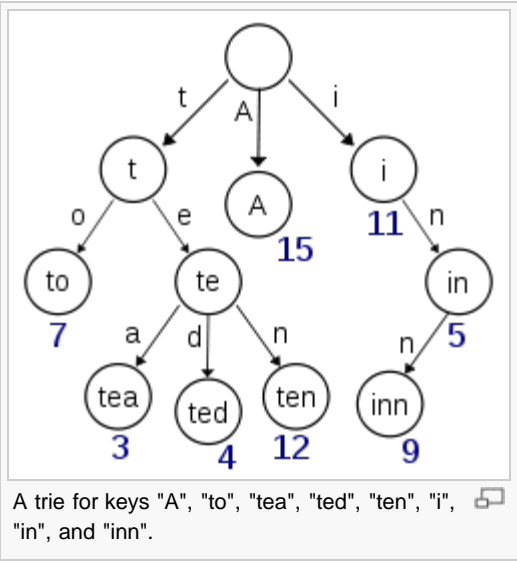 t
A
i
t
A
i
15
11
o
e
n
to
te
in
7
5
a
d
n
n
tea
ted
ten
inn
3
4
12
9
A trie for keys "A", "to", "tea", "ted", "ten", "i",
"in", and "inn".